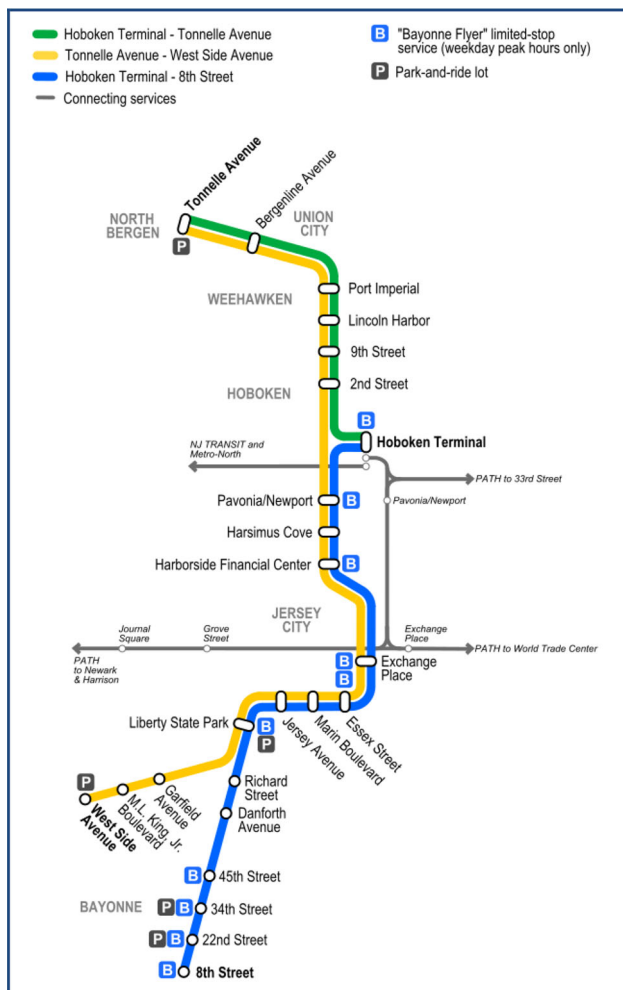 Hoboken Terminal - Tonnelle Avenue
Tonnelle Avenue - West Side Avenue
Hoboken Terminal - 8th Street
Connecting services
B
"Bayonne Flyer" limited-stop
service (weekday peak hours only)
P
Park-and-ride lot
Tonnelle Avenue
Bergenline Avenue
NORTH
BERGEN
P
UNION
CITY
Port Imperial
WEEHAWKEN
Lincoln Harbor
9th Street
2nd Street
HOBOKEN
B
Hoboken Terminal
NJ TRANSIT and
Metro-North
PATH to 33rd Street
Pavonia/Newport
B
Pavonia/Newport
Harsimus Cove
Harborside Financial Center
B
JERSEY
CITY
Journal
Square
Grove
Street
Exchange
Place
PATH
to Newark
& Harrison
PATH to World Trade Center
B
B
Exchange
Place
Liberty State Park
B
P
Jersey Avenue
Marin Boulevard
Essex Street
P
West Side
Avenue
M.L. King, Jr.
Boulevard
Garfield
Avenue
Richard
Street
Danforth
Avenue
B
45th Street
BAYONNE
P
B
34th Street
P
B
22nd Street
B
8th Street